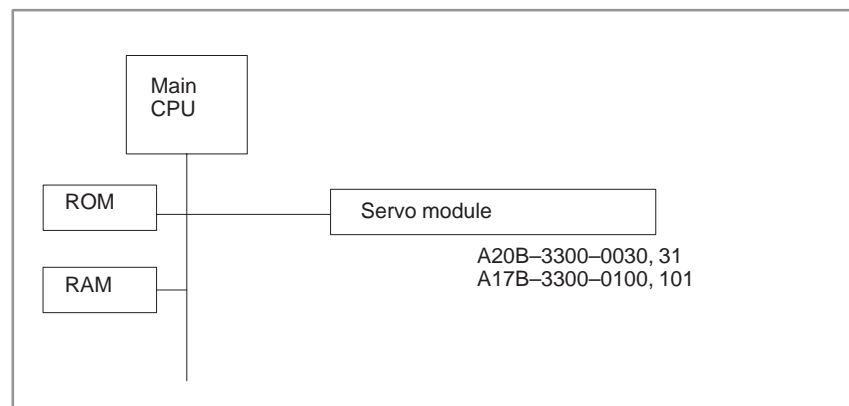 Main
CPU
ROM
Servo module
A20B–3300–0030, 31
A17B–3300–0100, 101
RAM